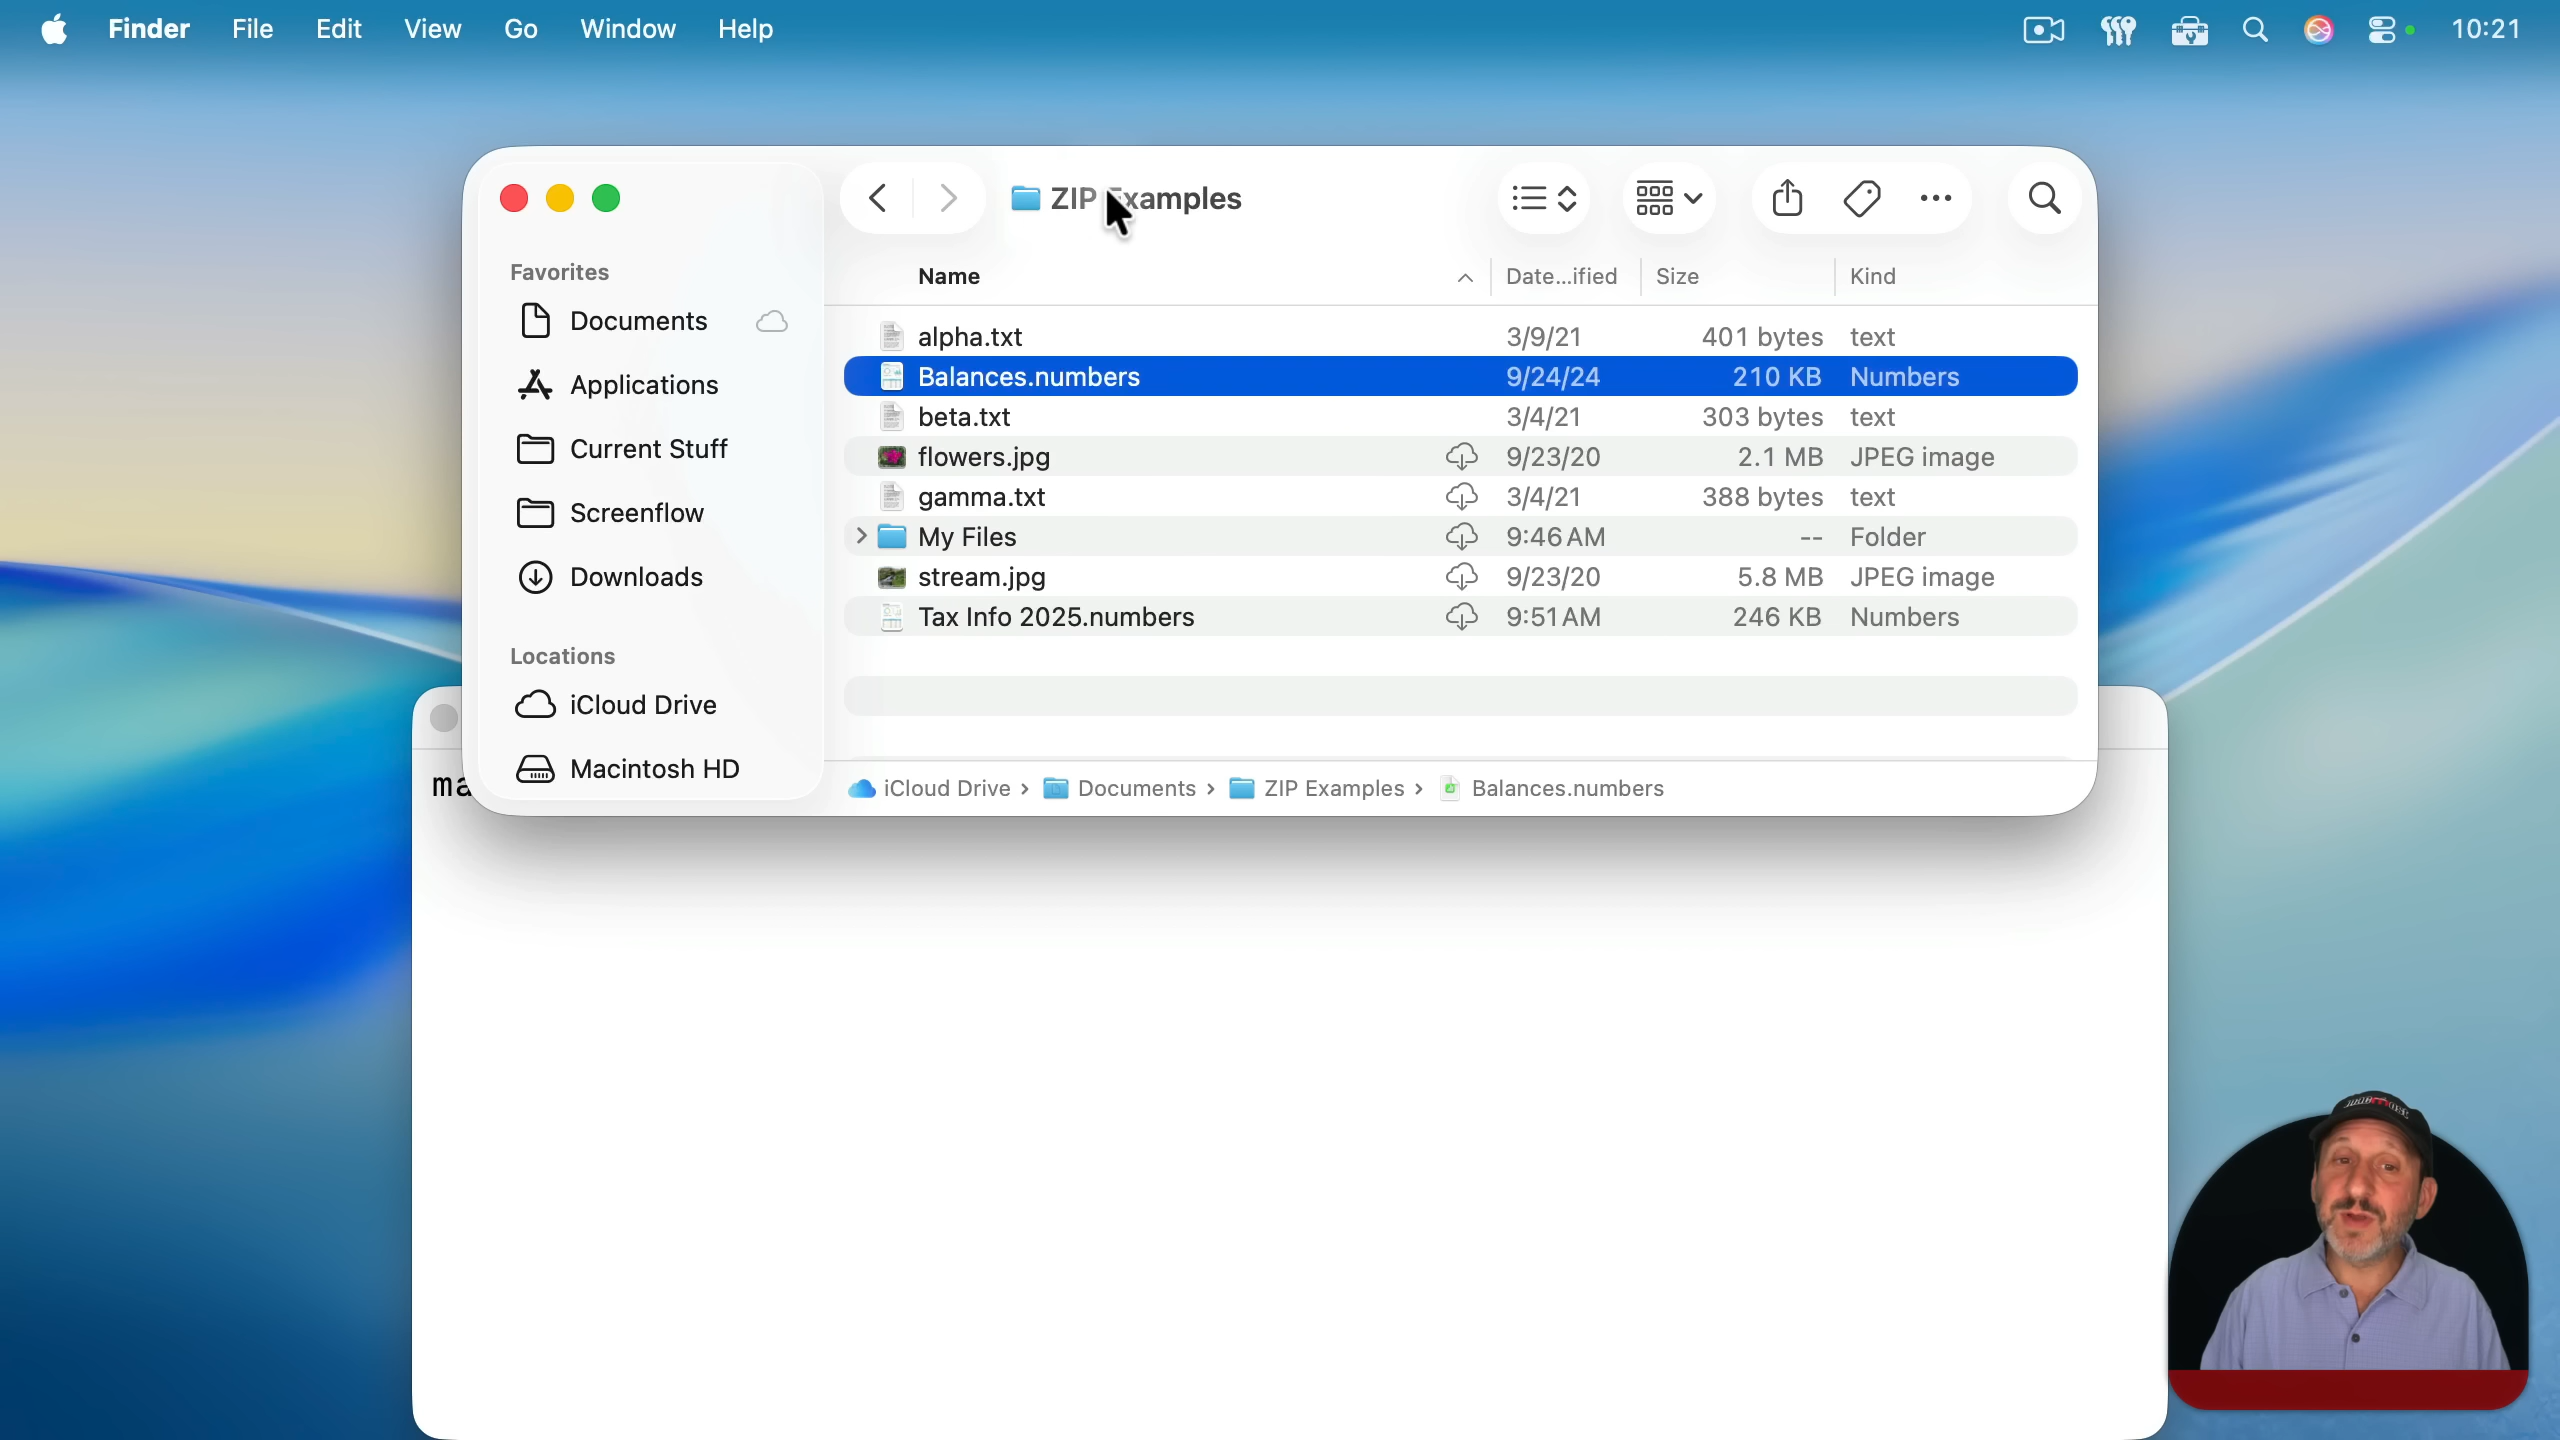 Finder File Edit View Go Window Help 10:21
ZIP Examples
Favorites
Documents
Applications
Current Stuff
Screenflow
Downloads
Locations
iCloud Drive
Macintosh HD
Name Date...ified Size Kind
alpha.txt 3/9/21 401 bytes text
Balances.numbers 9/24/24 210 KB Numbers
beta.txt 3/4/21 303 bytes text
flowers.jpg 9/23/20 2.1 MB JPEG image
gamma.txt 3/4/21 388 bytes text
My Files 9:46 AM -- Folder
stream.jpg 9/23/20 5.8 MB JPEG image
Tax Info 2025.numbers 9:51 AM 246 KB Numbers
iCloud Drive › Documents › ZIP Examples › Balances.numbers
ma